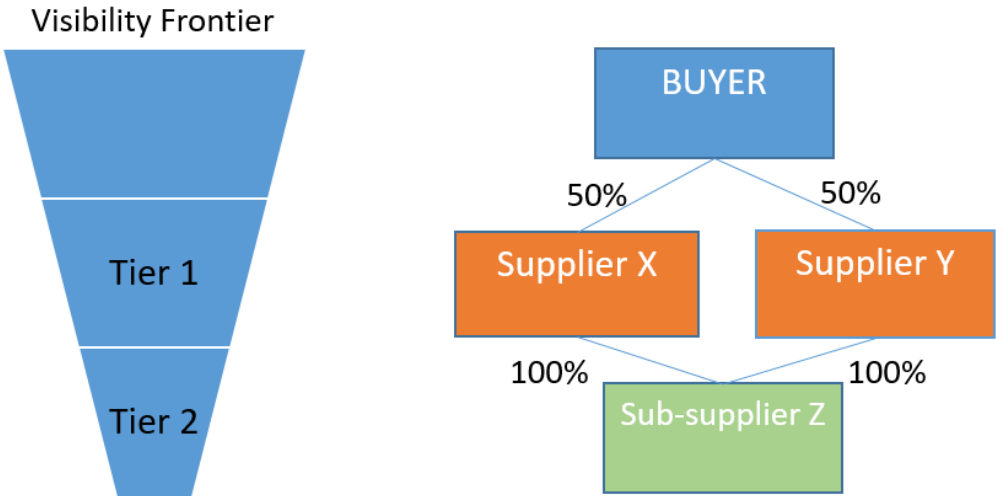 Visibility Frontier
Tier 1
Tier 2
BUYER
50%
50%
Supplier X
Supplier Y
100%
100%
Sub-supplier Z